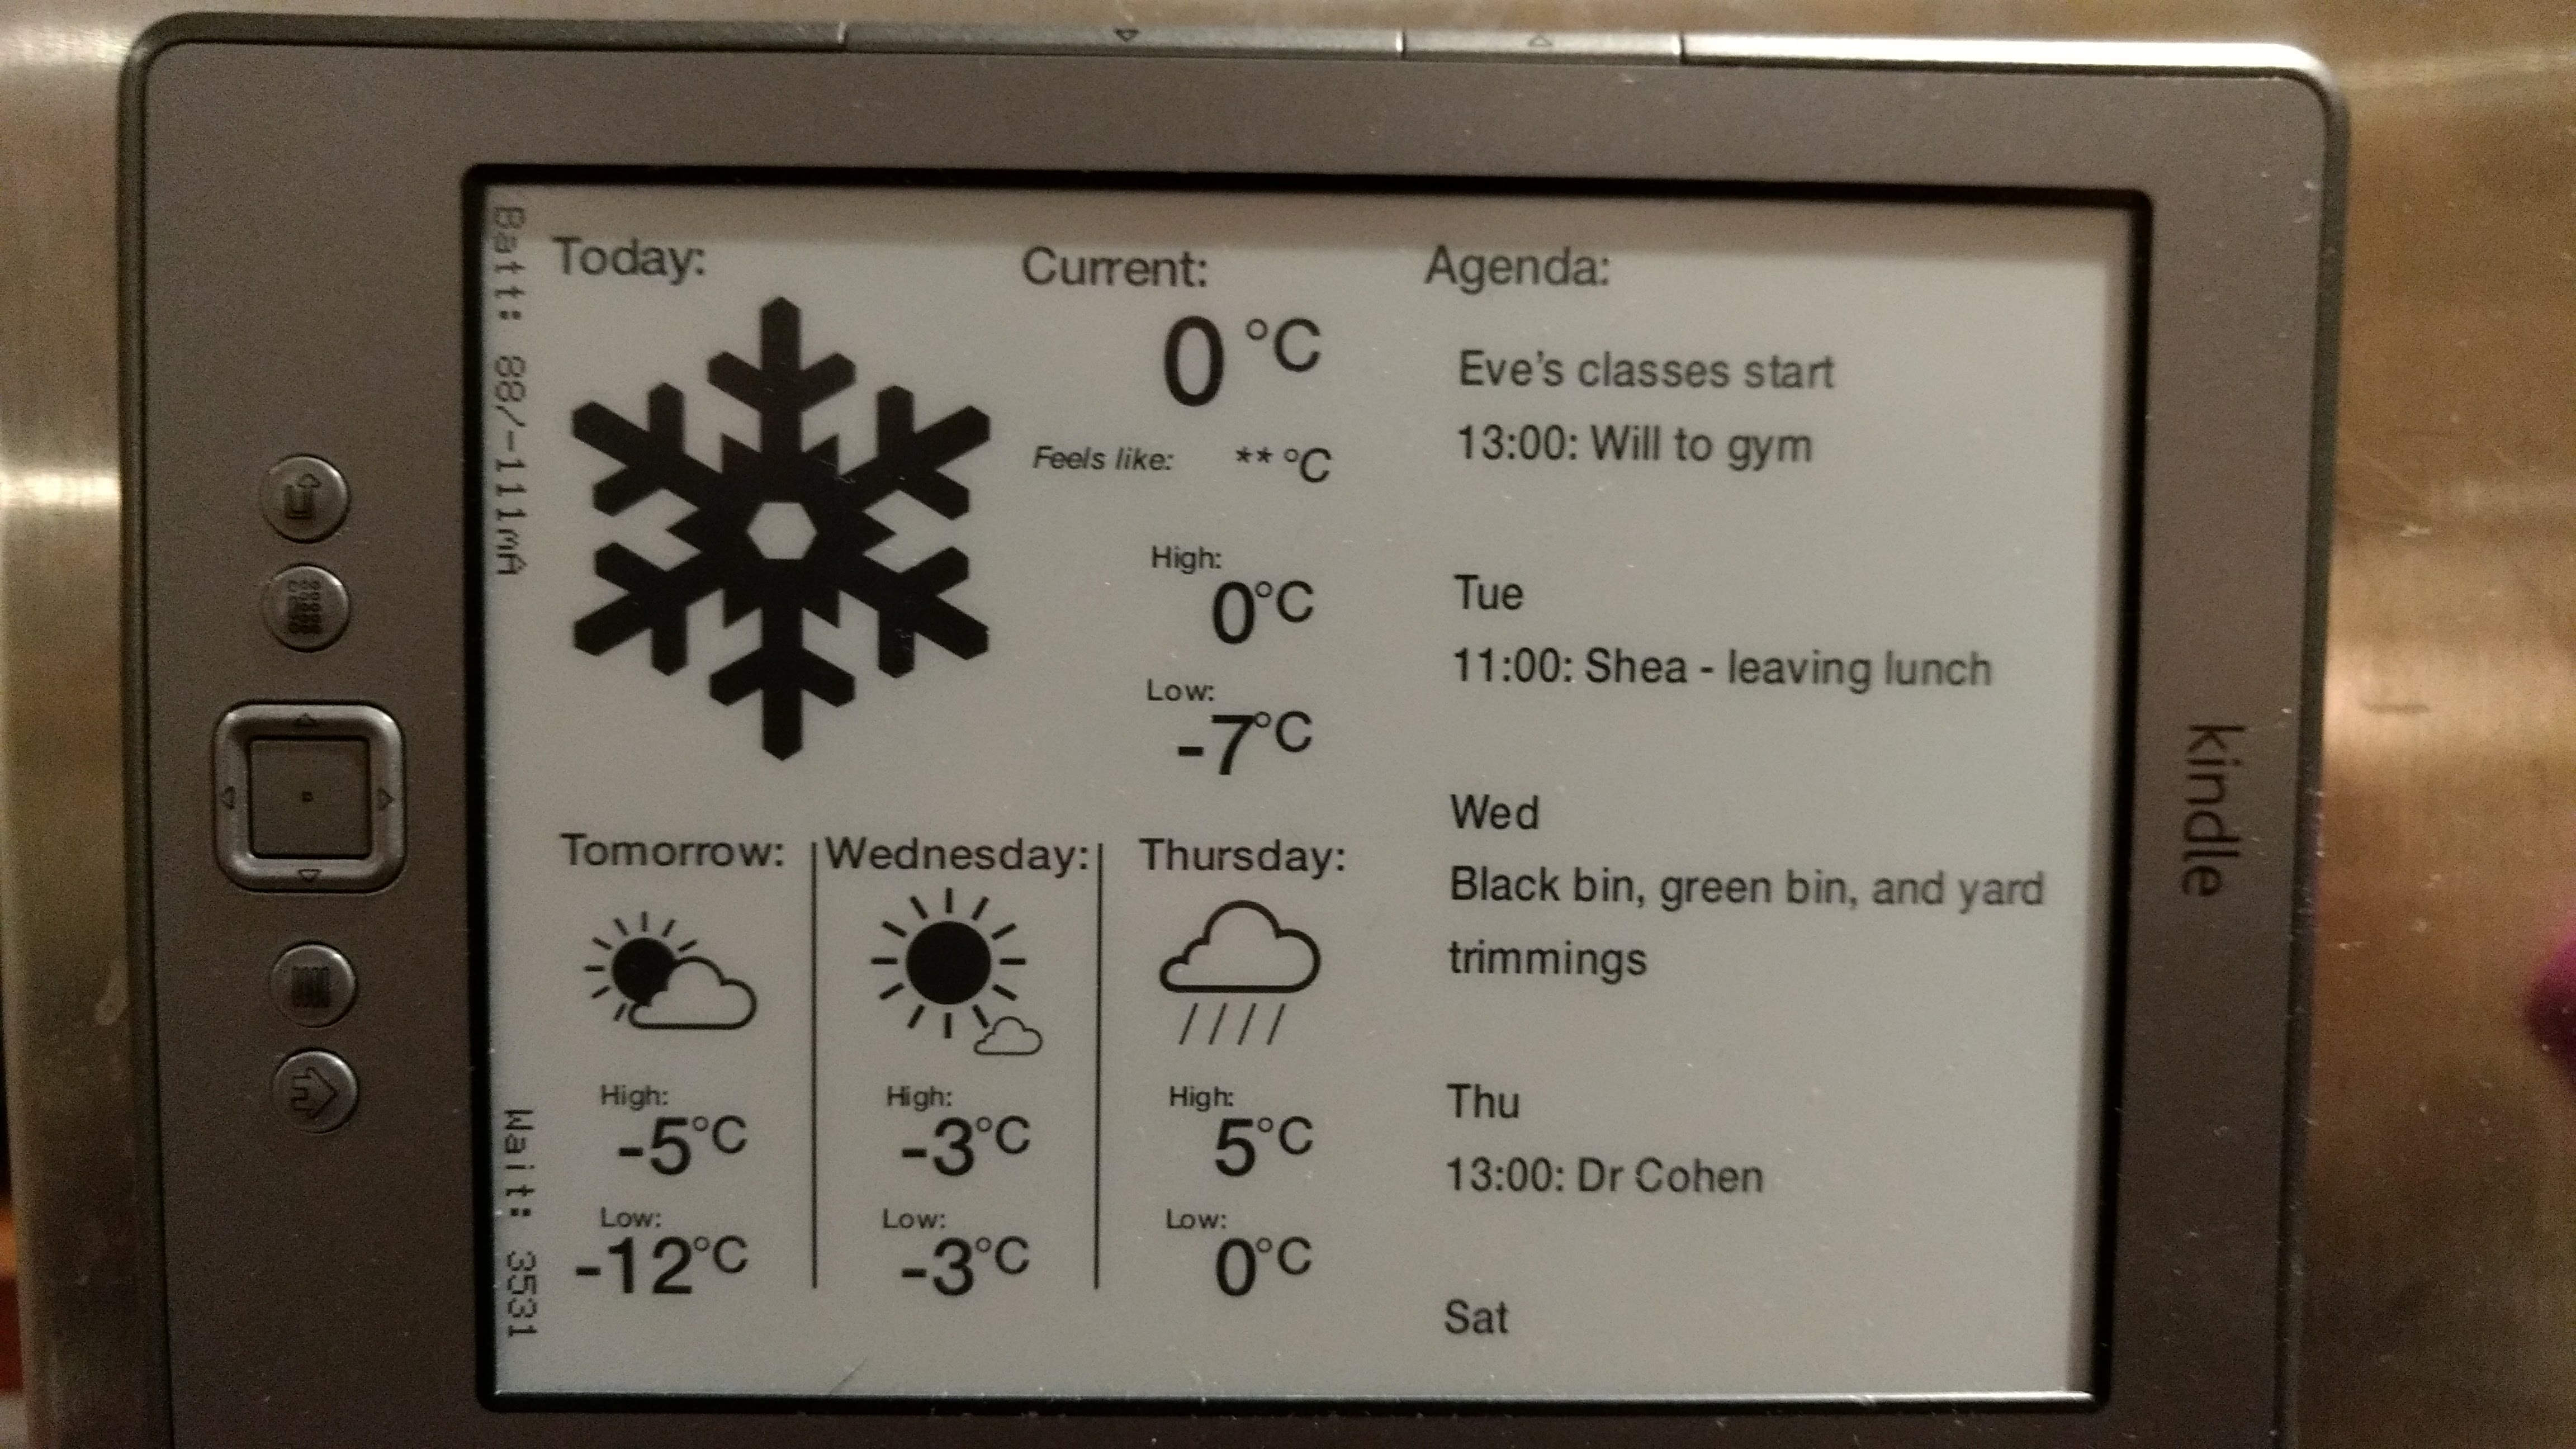 Batt: 88/-111mA
Wait: 3531
Today:
Current:
0 °C
Feels like: ** °C
High:
0°C
Low:
-7°C
Tomorrow:
High:
-5°C
Low:
-12°C
Wednesday:
High:
-3°C
Low:
-3°C
Thursday:
High:
5°C
Low:
0°C
Agenda:
Eve's classes start
13:00: Will to gym
Tue
11:00: Shea - leaving lunch
Wed
Black bin, green bin, and yard
trimmings
Thu
13:00: Dr Cohen
Sat
kindle